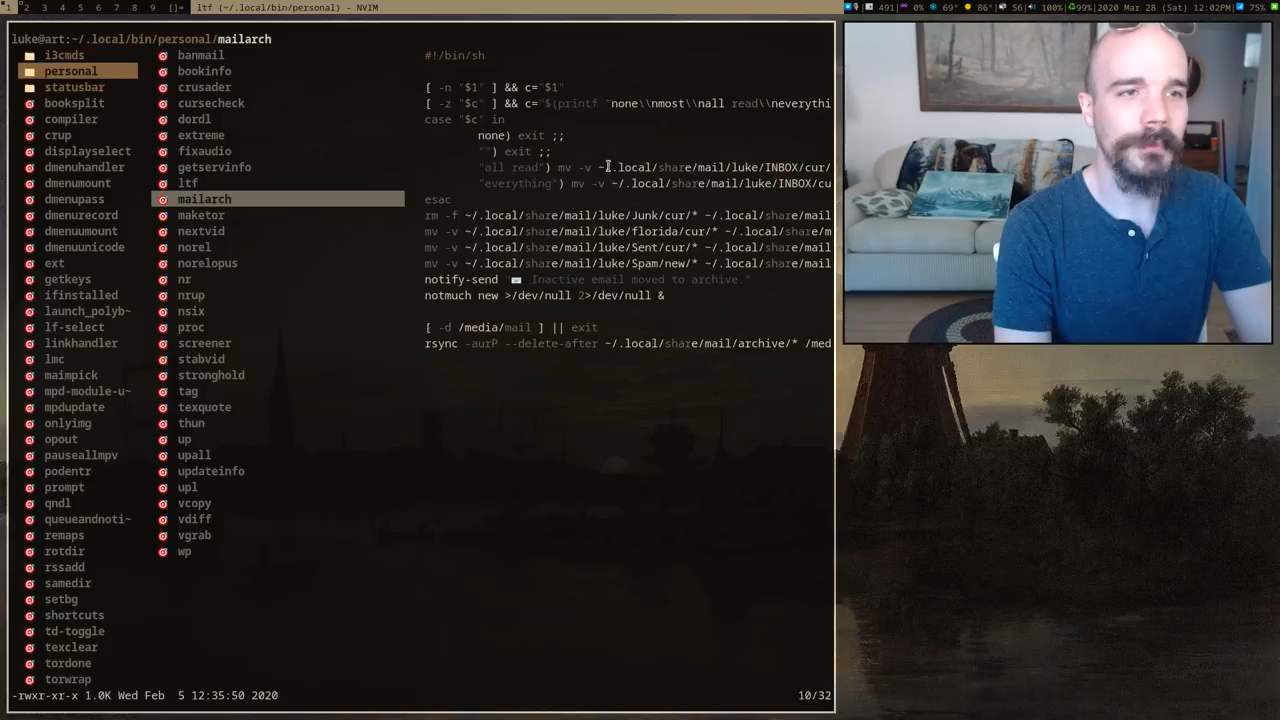 1 2 3 4 5 6 7 8 9 []= ltf (~/.local/bin/personal) - NVIM
491 0% 69° 86° 56 100% 99% 2020 Mar 28 (Sat) 12:02PM 75%
luke@art:~/.local/bin/personal/mailarch
i3cmds banmail #!/bin/sh
personal bookinfo
statusbar crusader [ -n "$1" ] && c="$1"
booksplit cursecheck [ -z "$c" ] && c="$(printf "none\\nmost\\nall read\\neverythi
compiler dordl case "$c" in
crup extreme none) exit ;;
displayselect fixaudio "") exit ;;
dmenuhandler getservinfo "all read") mv -v ~/.local/share/mail/luke/INBOX/cur/
dmenumount ltf "everything") mv -v ~/.local/share/mail/luke/INBOX/cu
dmenupass mailarch esac
dmenurecord maketor rm -f ~/.local/share/mail/luke/Junk/cur/* ~/.local/share/mail
dmenuumount nextvid mv -v ~/.local/share/mail/luke/florida/cur/* ~/.local/share/m
dmenuunicode norel mv -v ~/.local/share/mail/luke/Sent/cur/* ~/.local/share/mail
ext norelopus mv -v ~/.local/share/mail/luke/Spam/new/* ~/.local/share/mail
getkeys nr notify-send "📨 Inactive email moved to archive."
ifinstalled nrup notmuch new >/dev/null 2>/dev/null &
launch_polyb~ nsix
lf-select proc [ -d /media/mail ] || exit
linkhandler screener rsync -aurP --delete-after ~/.local/share/mail/archive/* /med
lmc stabvid
maimpick stronghold
mpd-module-u~ tag
mpdupdate texquote
onlyimg thun
opout up
pauseallmpv upall
podentr updateinfo
prompt upl
qndl vcopy
queueandnoti~ vdiff
remaps vgrab
rotdir wp
rssadd
samedir
setbg
shortcuts
td-toggle
texclear
tordone
torwrap
-rwxr-xr-x 1.0K Wed Feb  5 12:35:50 2020 10/32